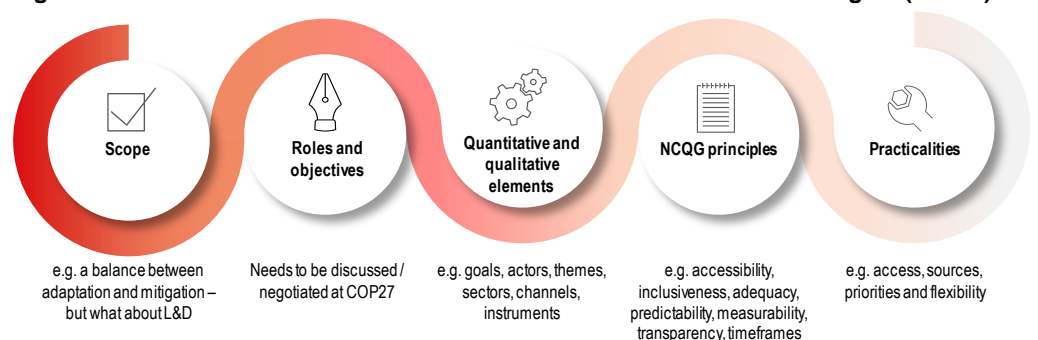 Scope
Roles and
objectives
Quantitative and
qualitative
elements
NCQG principles
Practicalities
e.g. a balance between
adaptation and mitigation –
but what about L&D
Needs to be discussed /
negotiated at COP27
e.g. goals, actors, themes,
sectors, channels,
instruments
e.g. accessibility,
inclusiveness, adequacy,
predictability, measurability,
transparency, timeframes
e.g. access, sources,
priorities and flexibility